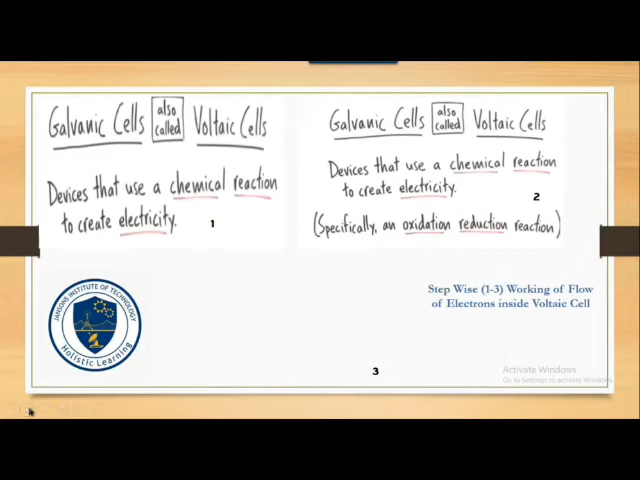 Galvanic Cells also called Voltaic Cells
Devices that use a chemical reaction
to create electricity.
1
Galvanic Cells also called Voltaic Cells
Devices that use a chemical reaction
to create electricity.
2
(Specifically, an oxidation reduction reaction)
JANSONS INSTITUTE OF TECHNOLOGY
Holistic Learning
Step Wise (1-3) Working of Flow
of Electrons inside Voltaic Cell
3
Activate Windows
Go to Settings to activate Windows.